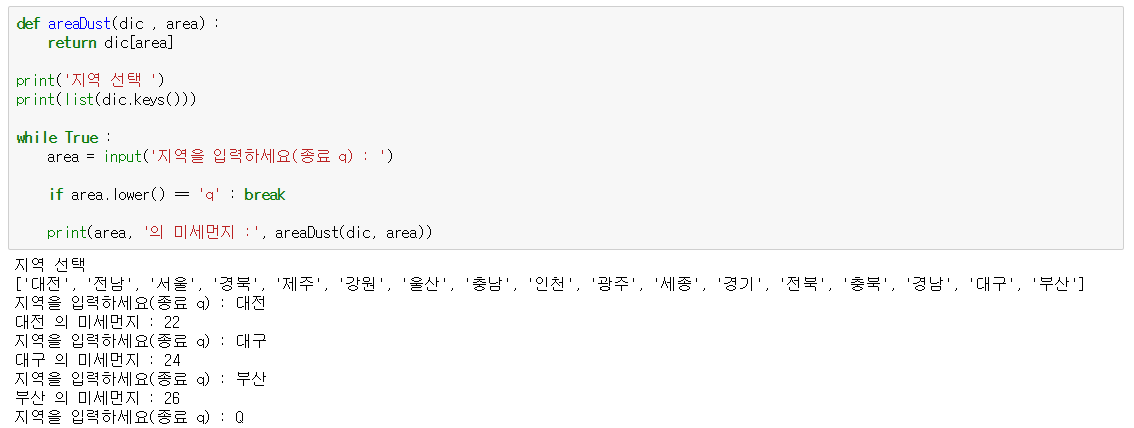 def areaDust(dic , area) :
    return dic[area]
print('지역 선택 ')
print(list(dic.keys()))
while True :
    area = input('지역을 입력하세요(종료 q) : ')
    if area.lower() == 'q' : break
    print(area, '의 미세먼지 :', areaDust(dic, area))
지역 선택
['대전', '전남', '서울', '경북', '제주', '강원', '울산', '충남', '인천', '광주', '세종', '경기', '전북', '충북', '경남', '대구', '부산']
지역을 입력하세요(종료 q) : 대전
대전 의 미세먼지 : 22
지역을 입력하세요(종료 q) : 대구
대구 의 미세먼지 : 24
지역을 입력하세요(종료 q) : 부산
부산 의 미세먼지 : 26
지역을 입력하세요(종료 q) : Q